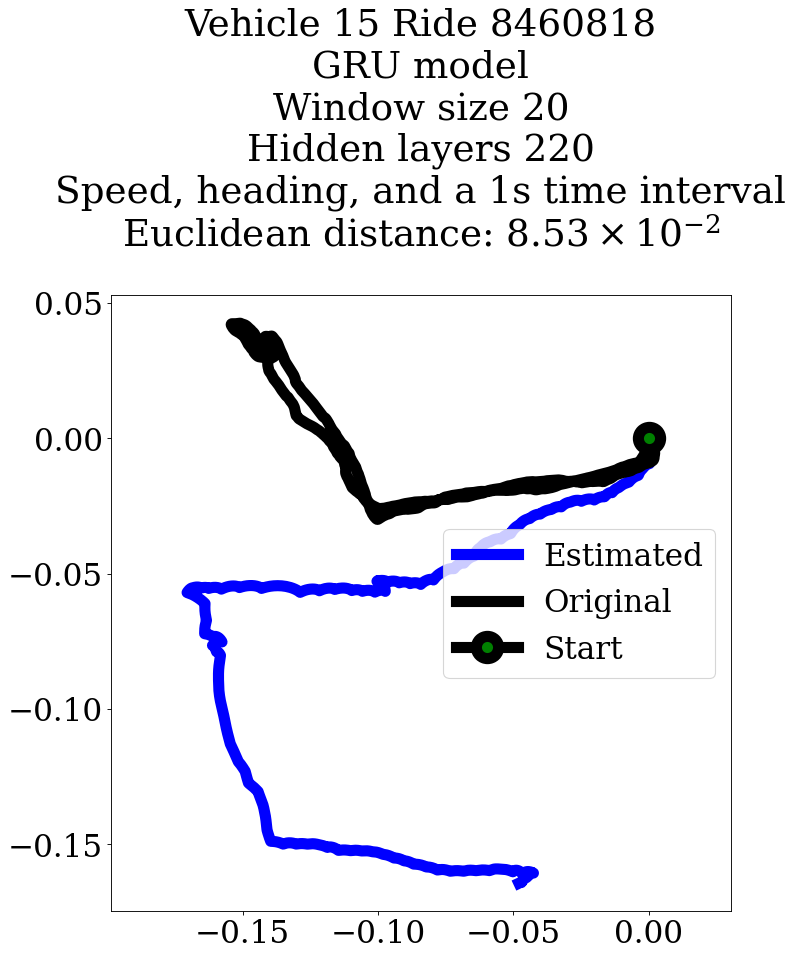 Vehicle 15 Ride 8460818
GRU model
Window size 20
Hidden layers 220
Speed, heading, and a 1s time interval
Euclidean distance: 8.53 × 10⁻²
0.05
0.00
−0.05
−0.10
−0.15
Estimated
Original
Start
−0.15 −0.10 −0.05 0.00